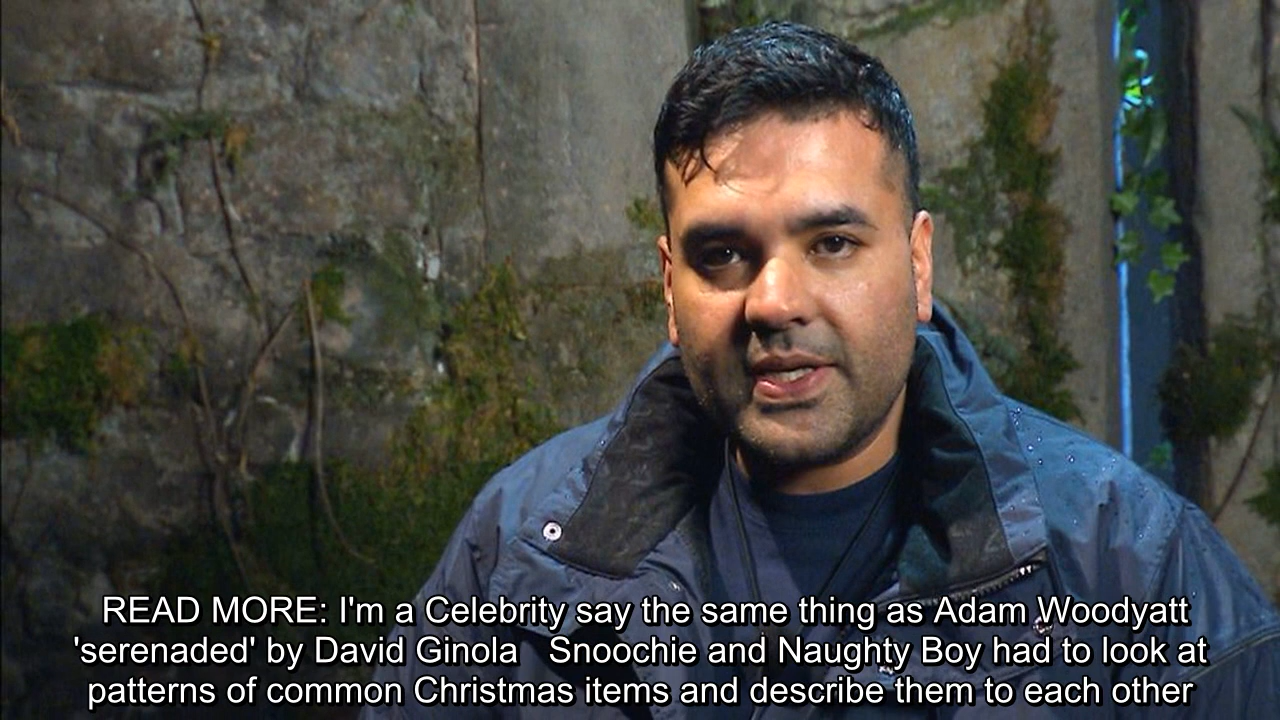 READ MORE: I'm a Celebrity say the same thing as Adam Woodyatt
'serenaded' by David Ginola   Snoochie and Naughty Boy had to look at
patterns of common Christmas items and describe them to each other